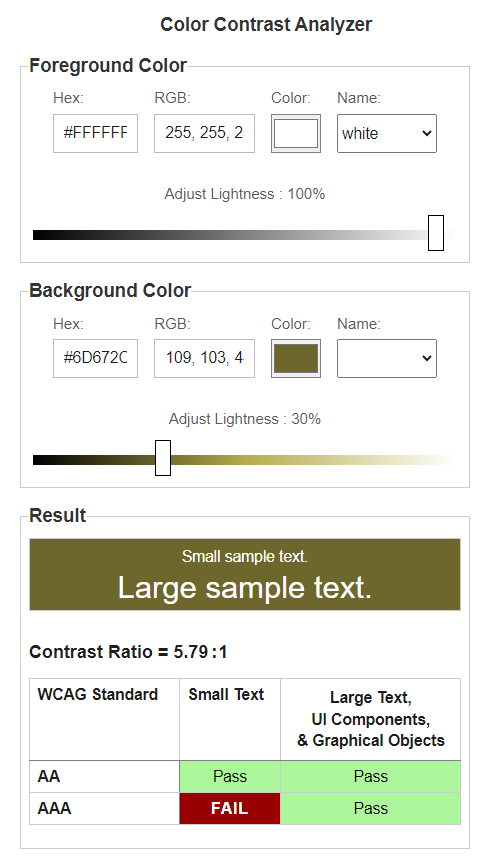 Color Contrast Analyzer
Foreground Color
Hex: RGB: Color: Name:
#FFFFFF 255, 255, 2 white
Adjust Lightness : 100%
Background Color
Hex: RGB: Color: Name:
#6D672C 109, 103, 4
Adjust Lightness : 30%
Result
Small sample text.
Large sample text.
Contrast Ratio = 5.79:1
WCAG Standard Small Text Large Text,
UI Components,
& Graphical Objects
AA Pass Pass
AAA FAIL Pass